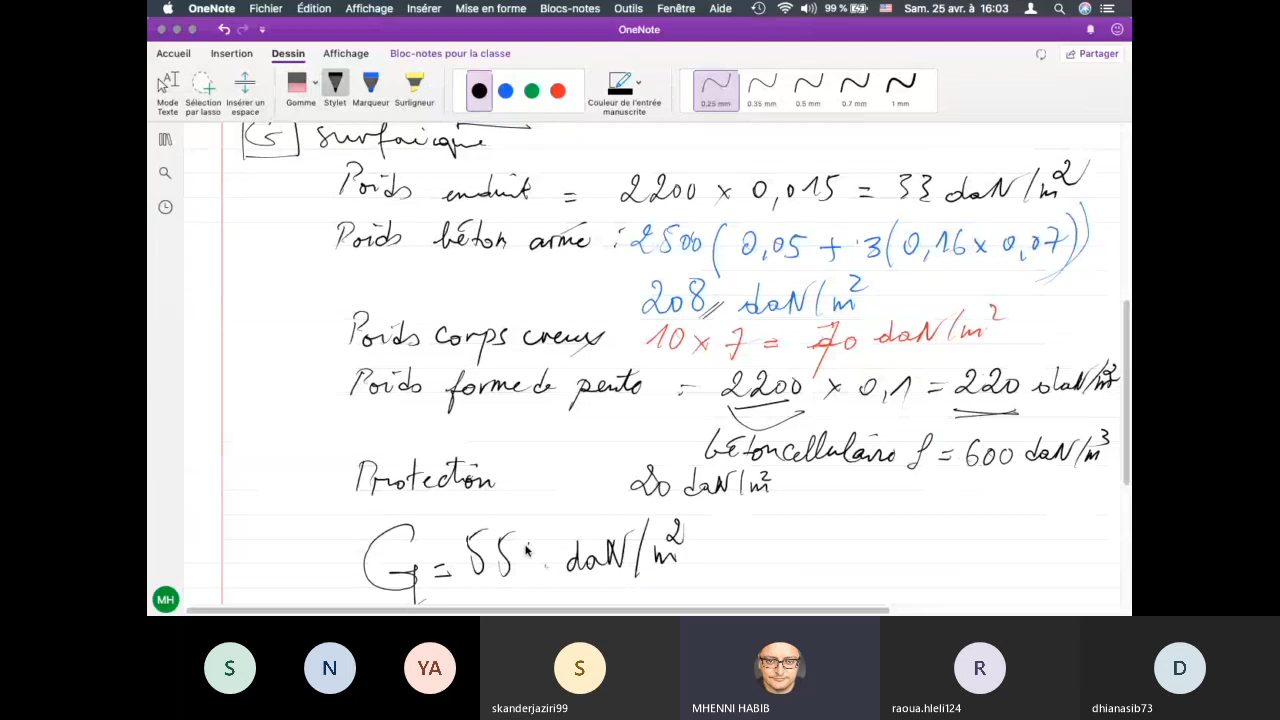 OneNote Fichier Édition Affichage Insérer Mise en forme Blocs-notes Outils Fenêtre Aide 99 % Sam. 25 avr. à 16:03
OneNote
Accueil Insertion Dessin Affichage Bloc-notes pour la classe Partager
Mode Texte Sélection par lasso Insérer un espace Gomme Stylet Marqueur Surligneur Couleur de l'entrée manuscrite 0.25 mm 0.35 mm 0.5 mm 0.7 mm 1 mm
G surfacique
Poids enduit = 2200 x 0,015 = 33 daN/m²
Poids béton armé : 2500 ( 0,05 + 3(0,16 x 0,07))
208 daN/m²
Poids corps creux 10 x 7 = 70 daN/m²
Poids forme de pente = 2200 x 0,1 = 220 daN/m²
béton cellulaire ρ = 600 daN/m³
Protection 20 daN/m²
G = 55 daN/m²
MH
S N YA S R D
skanderjaziri99 MHENNI HABIB raoua.hleli124 dhianasib73